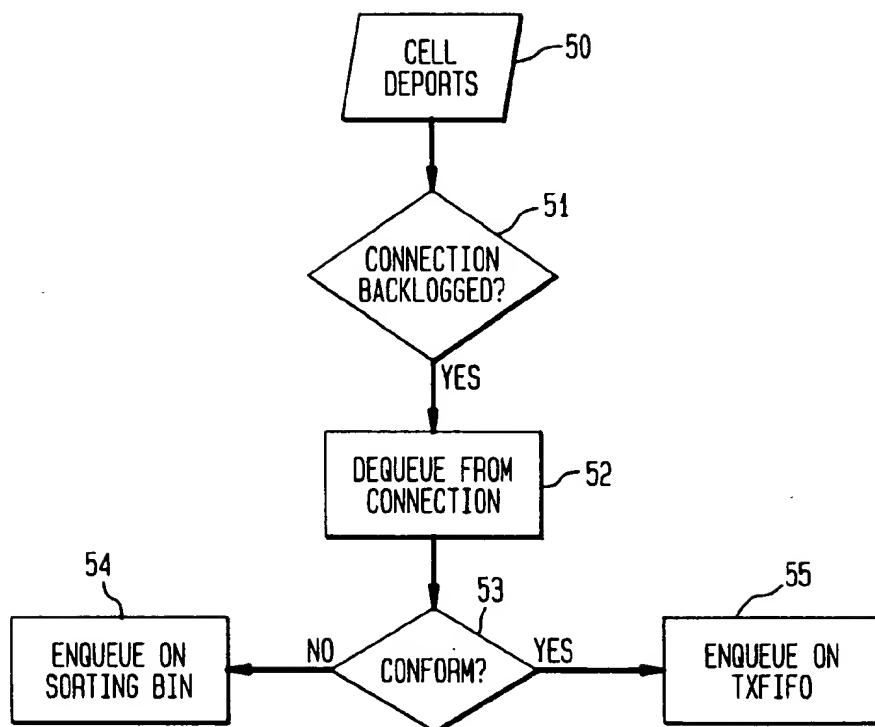 CELL
DEPORTS
50
51
CONNECTION
BACKLOGGED?
YES
DEQUEUE FROM
CONNECTION
52
54
53
55
ENQUEUE ON
SORTING BIN
NO
CONFORM?
YES
ENQUEUE ON
TXFIFO